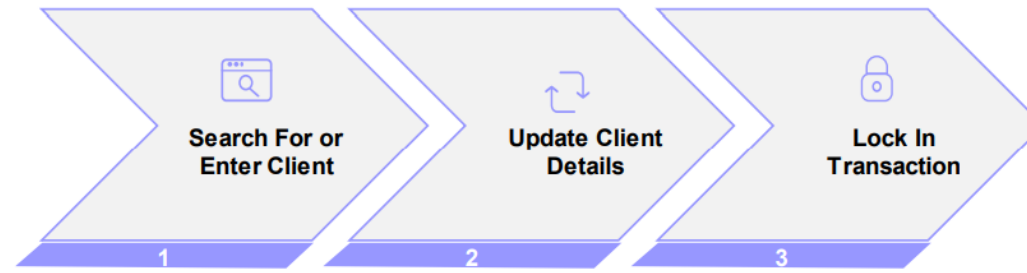 Search For or
Enter Client
1
Update Client
Details
2
Lock In
Transaction
3